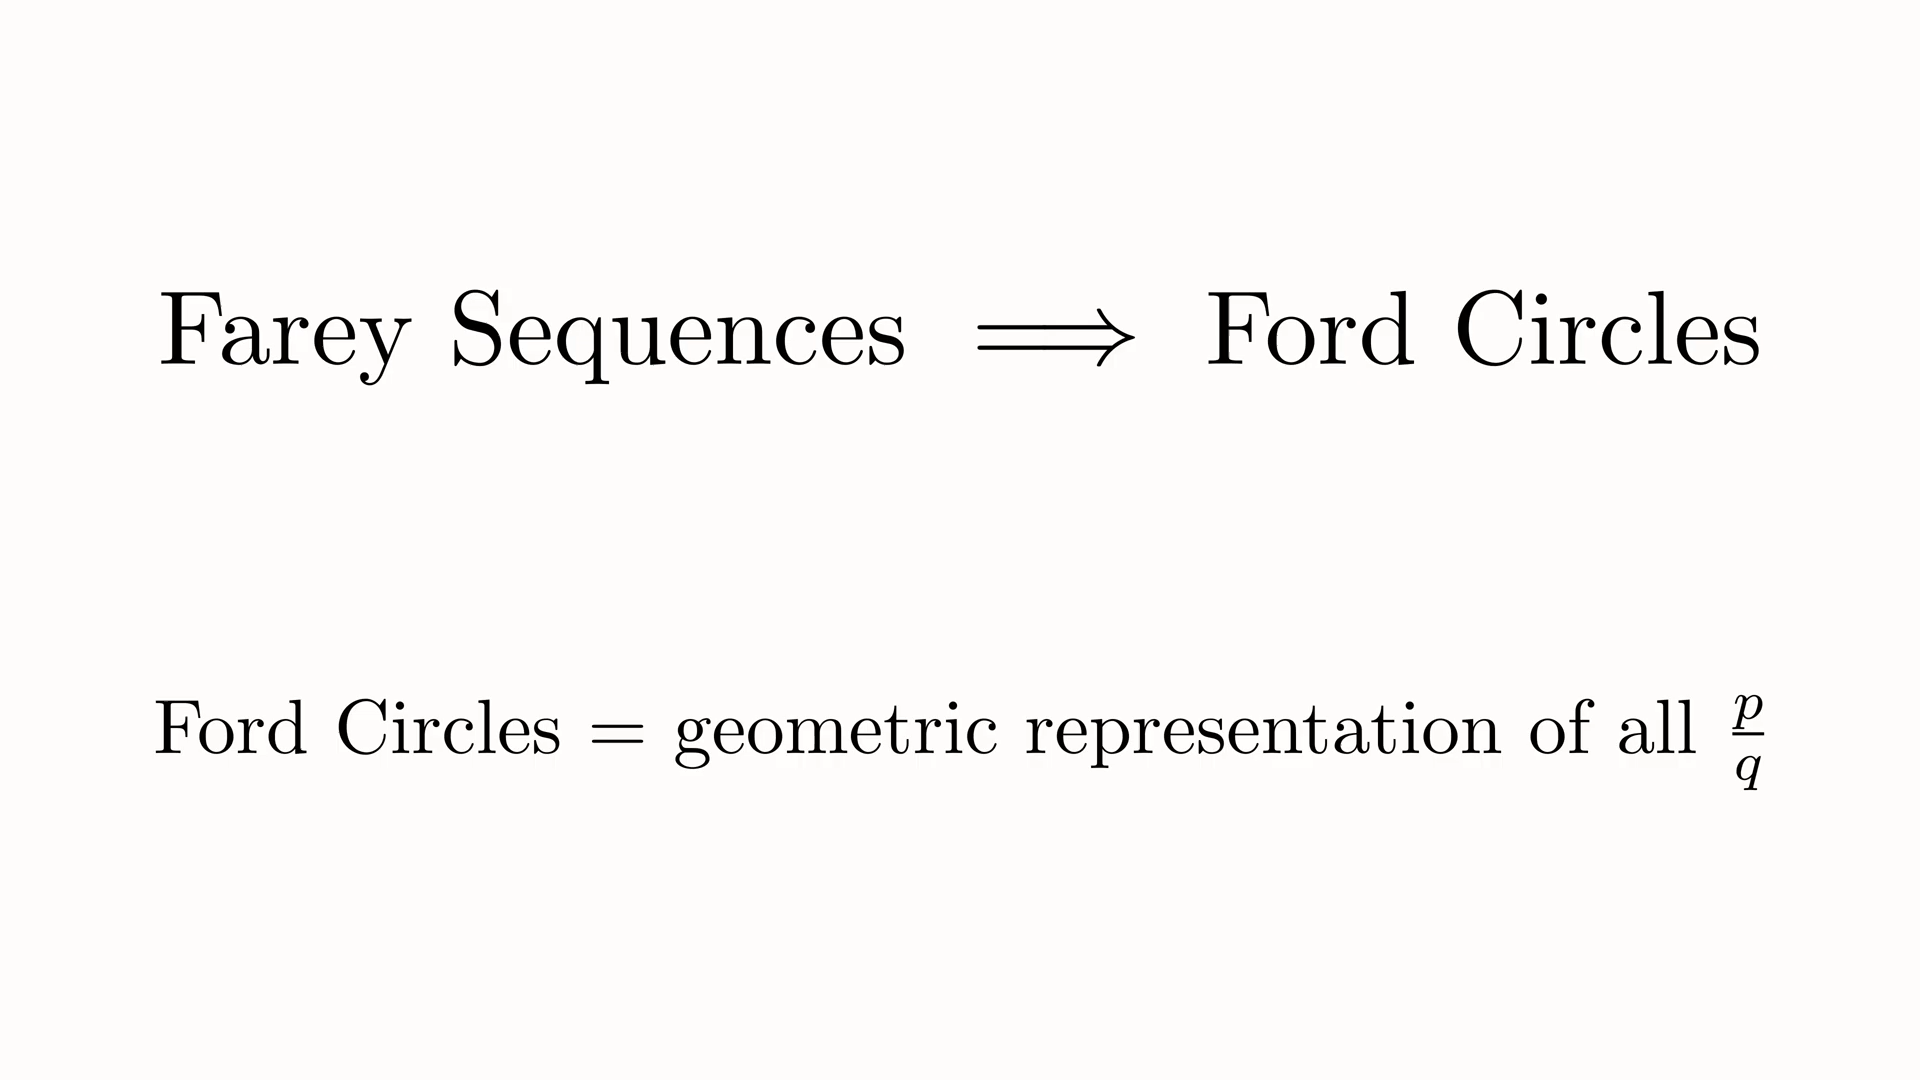 Farey Sequences ⟹ Ford Circles
Ford Circles = geometric representation of all p/q